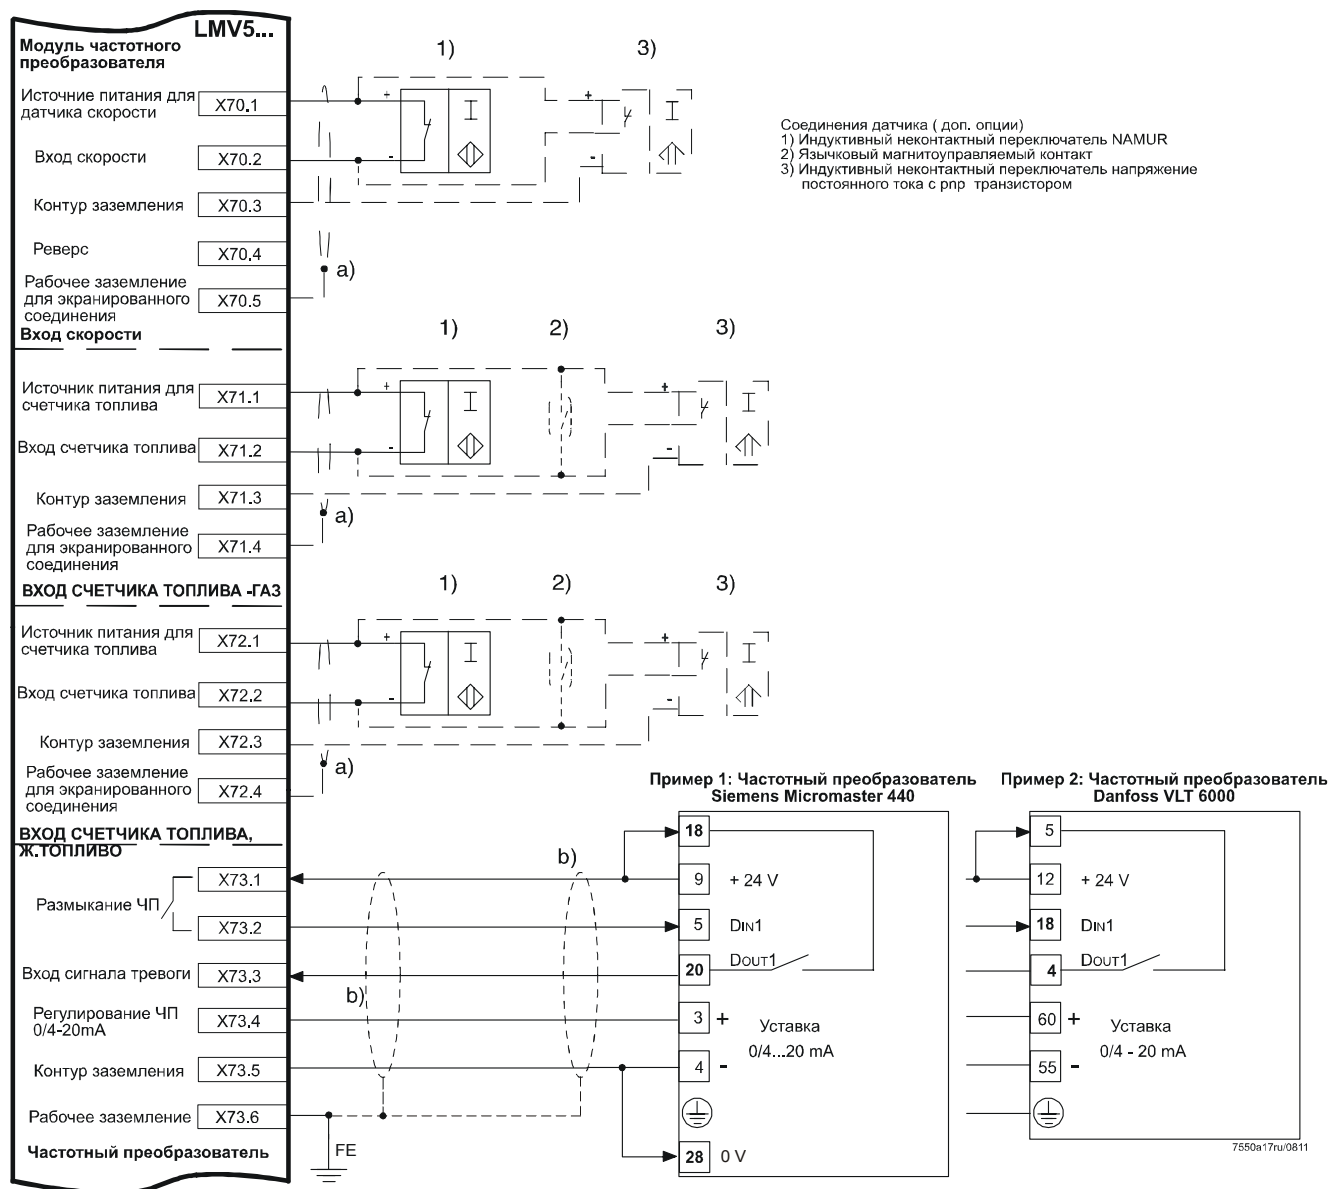 LMV5...
Модуль частотного
преобразователя
Источние питания для
датчика скорости
X70.1
Вход скорости
X70.2
Контур заземления
X70.3
Реверс
X70.4
Рабочее заземление
для экранированного
соединения
X70.5
Вход скорости
1)
3)
+
-
+
-
a)
Соединения датчика ( доп. опции)
1) Индуктивный неконтактный переключатель NAMUR
2) Язычковый магнитоуправляемый контакт
3) Индуктивный неконтактный переключатель напряжение
постоянного тока с pnp транзистором
1)
2)
3)
Источник питания для
счетчика топлива
X71.1
Вход счетчика топлива
X71.2
Контур заземления
X71.3
Рабочее заземление
для экранированного
соединения
X71.4
ВХОД СЧЕТЧИКА ТОПЛИВА -ГАЗ
+
-
+
-
a)
1)
2)
3)
Источник питания для
счетчика топлива
X72.1
Вход счетчика топлива
X72.2
Контур заземления
X72.3
Рабочее заземление
для экранированного
соединения
X72.4
ВХОД СЧЕТЧИКА ТОПЛИВА,
Ж.ТОПЛИВО
+
-
+
-
a)
Размыкание ЧП
X73.1
X73.2
Вход сигнала тревоги
X73.3
Регулирование ЧП
0/4-20mA
X73.4
Контур заземления
X73.5
Рабочее заземление
X73.6
Частотный преобразователь
b)
b)
FE
Пример 1: Частотный преобразователь
Siemens Micromaster 440
18
9 + 24 V
5 DIN1
20 DOUT1
3 +
Уставка
0/4...20 mA
4 -
28 0 V
Пример 2: Частотный преобразователь
Danfoss VLT 6000
5
12 + 24 V
18 DIN1
4 DOUT1
60 +
Уставка
0/4 - 20 mA
55 -
7550a17ru/0811